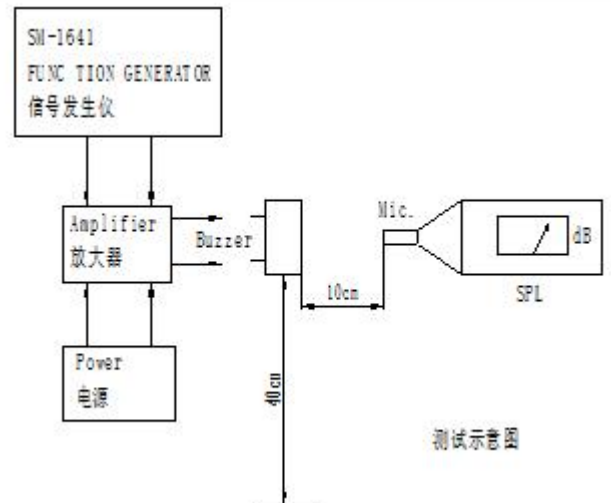 SM-1641
FUNC TION GENERATOR
信号发生仪
Amplifier
放大器
Buzzer
Mic.
dB
10cm
SPL
Power
电源
40cm
测试示意图